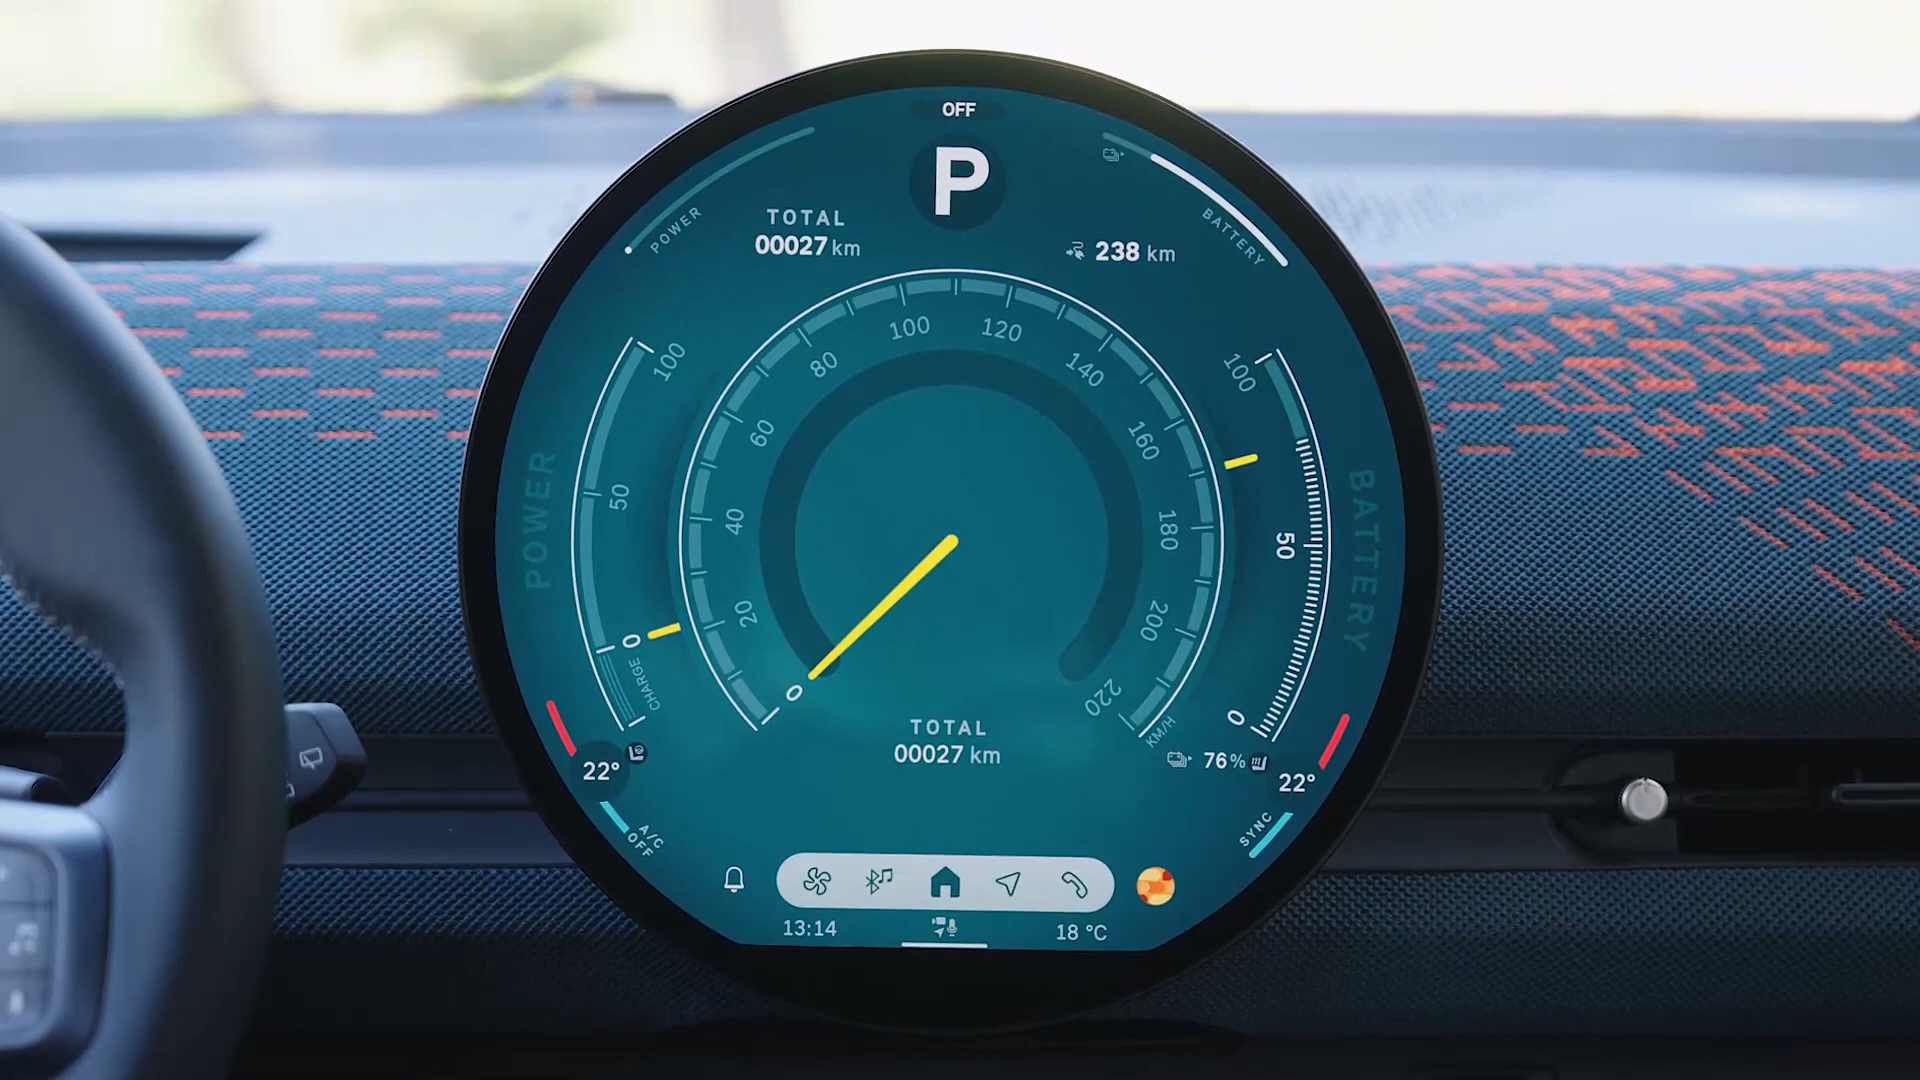 OFF
P
POWER
TOTAL
00027 km
BATTERY
238 km
100
50
0
CHARGE
POWER
0
20
40
60
80
100
120
140
160
180
200
220
KM/H
100
50
0
BATTERY
TOTAL
00027 km
76%
22°
22°
A/C
OFF
SYNC
13:14
18 °C